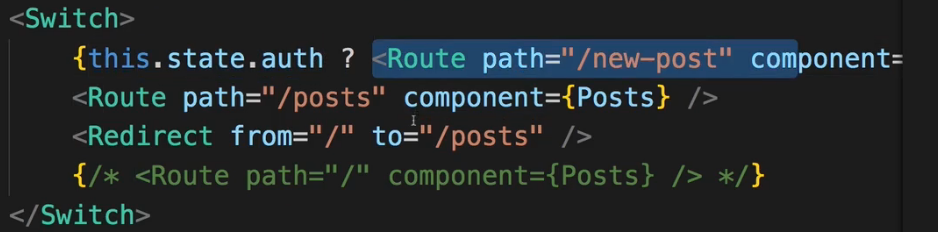 <Switch>
{this.state.auth ? <Route path="/new-post" component=
<Route path="/posts" component={Posts} />
<Redirect from="/" to="/posts" />
{/* <Route path="/" component={Posts} /> */}
</Switch>